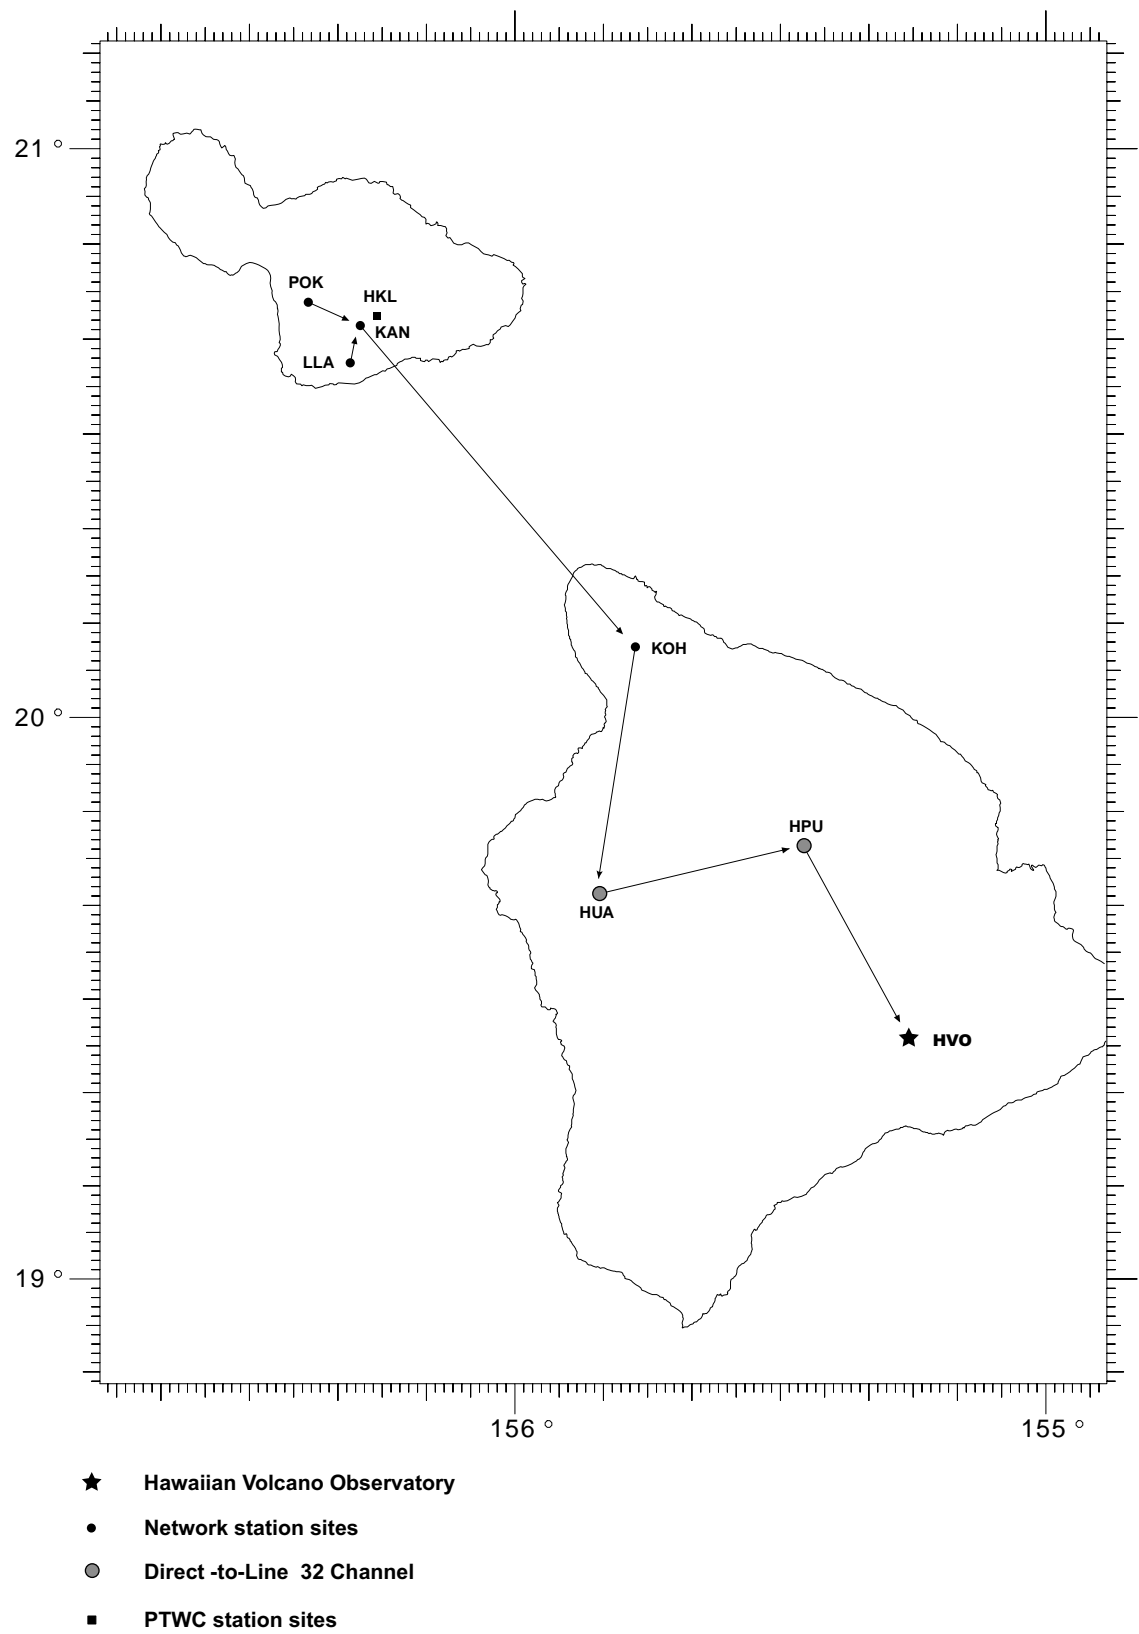 21 °
POK
HKL
KAN
LLA
KOH
20 °
HPU
HUA
HVO
19 °
156 ° 155 °
Hawaiian Volcano Observatory
Network station sites
Direct -to-Line 32 Channel
PTWC station sites